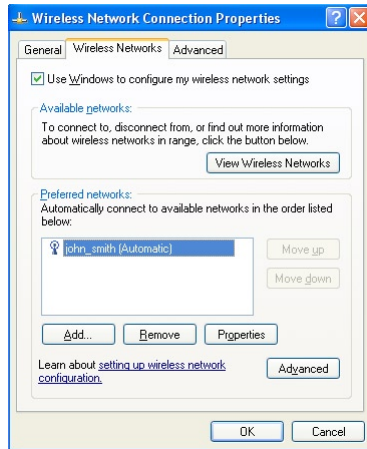 Wireless Network Connection Properties
General Wireless Networks Advanced
Use Windows to configure my wireless network settings
Available networks:
To connect to, disconnect from, or find out more information
about wireless networks in range, click the button below.
View Wireless Networks
Preferred networks:
Automatically connect to available networks in the order listed
below:
john_smith (Automatic)
Move up
Move down
Add... Remove Properties
Learn about setting up wireless network
configuration.
Advanced
OK Cancel